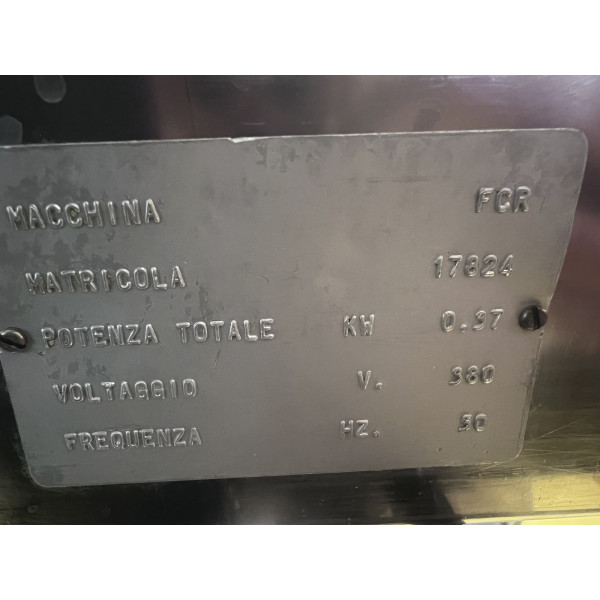 MACCHINA FCR
MATRICOLA 17824
POTENZA TOTALE KW 0.37
VOLTAGGIO V. 380
FREQUENZA HZ. 50